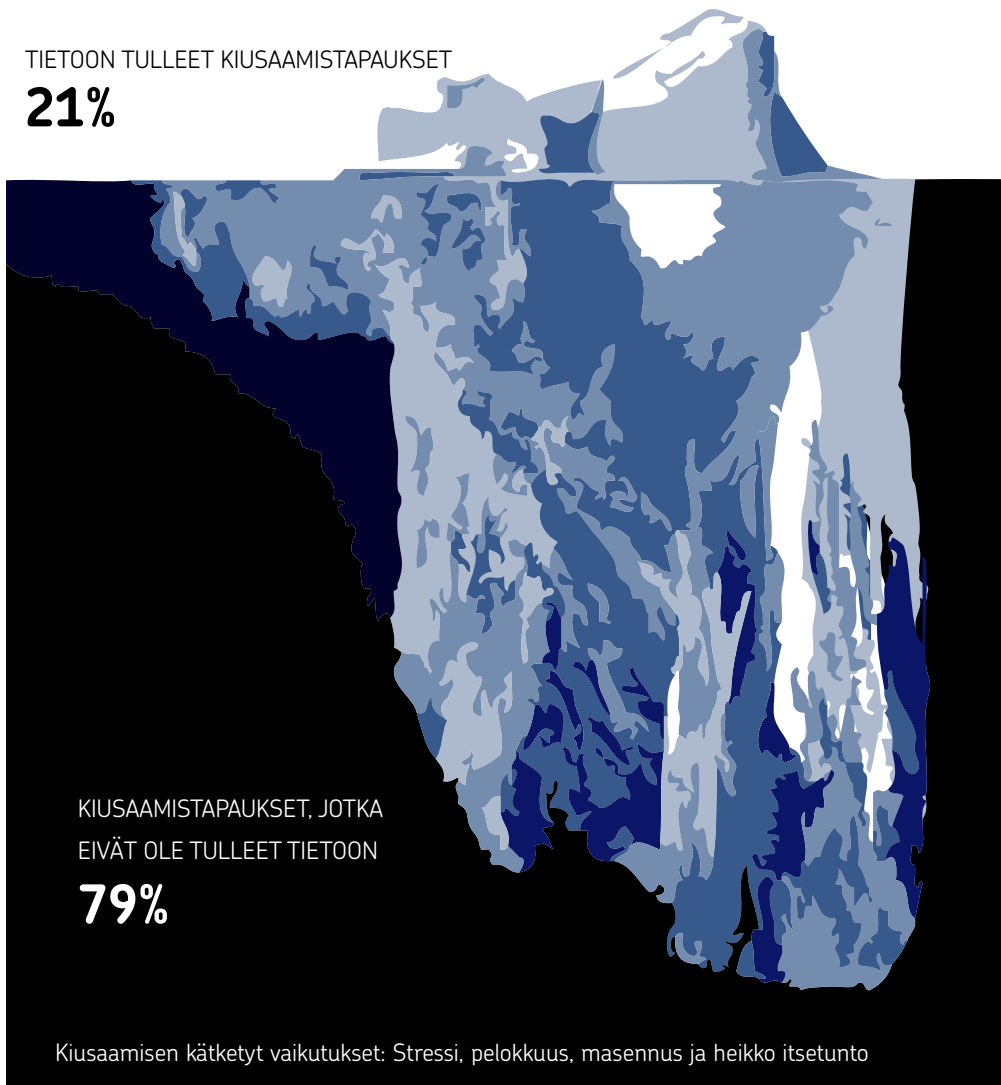 TIETOON TULLEET KIUSAAMISTAPAUKSET
21%
KIUSAAMISTAPAUKSET, JOTKA
EIVÄT OLE TULLEET TIETOON
79%
Kiusaamisen kätketyt vaikutukset: Stressi, pelokkuus, masennus ja heikko itsetunto